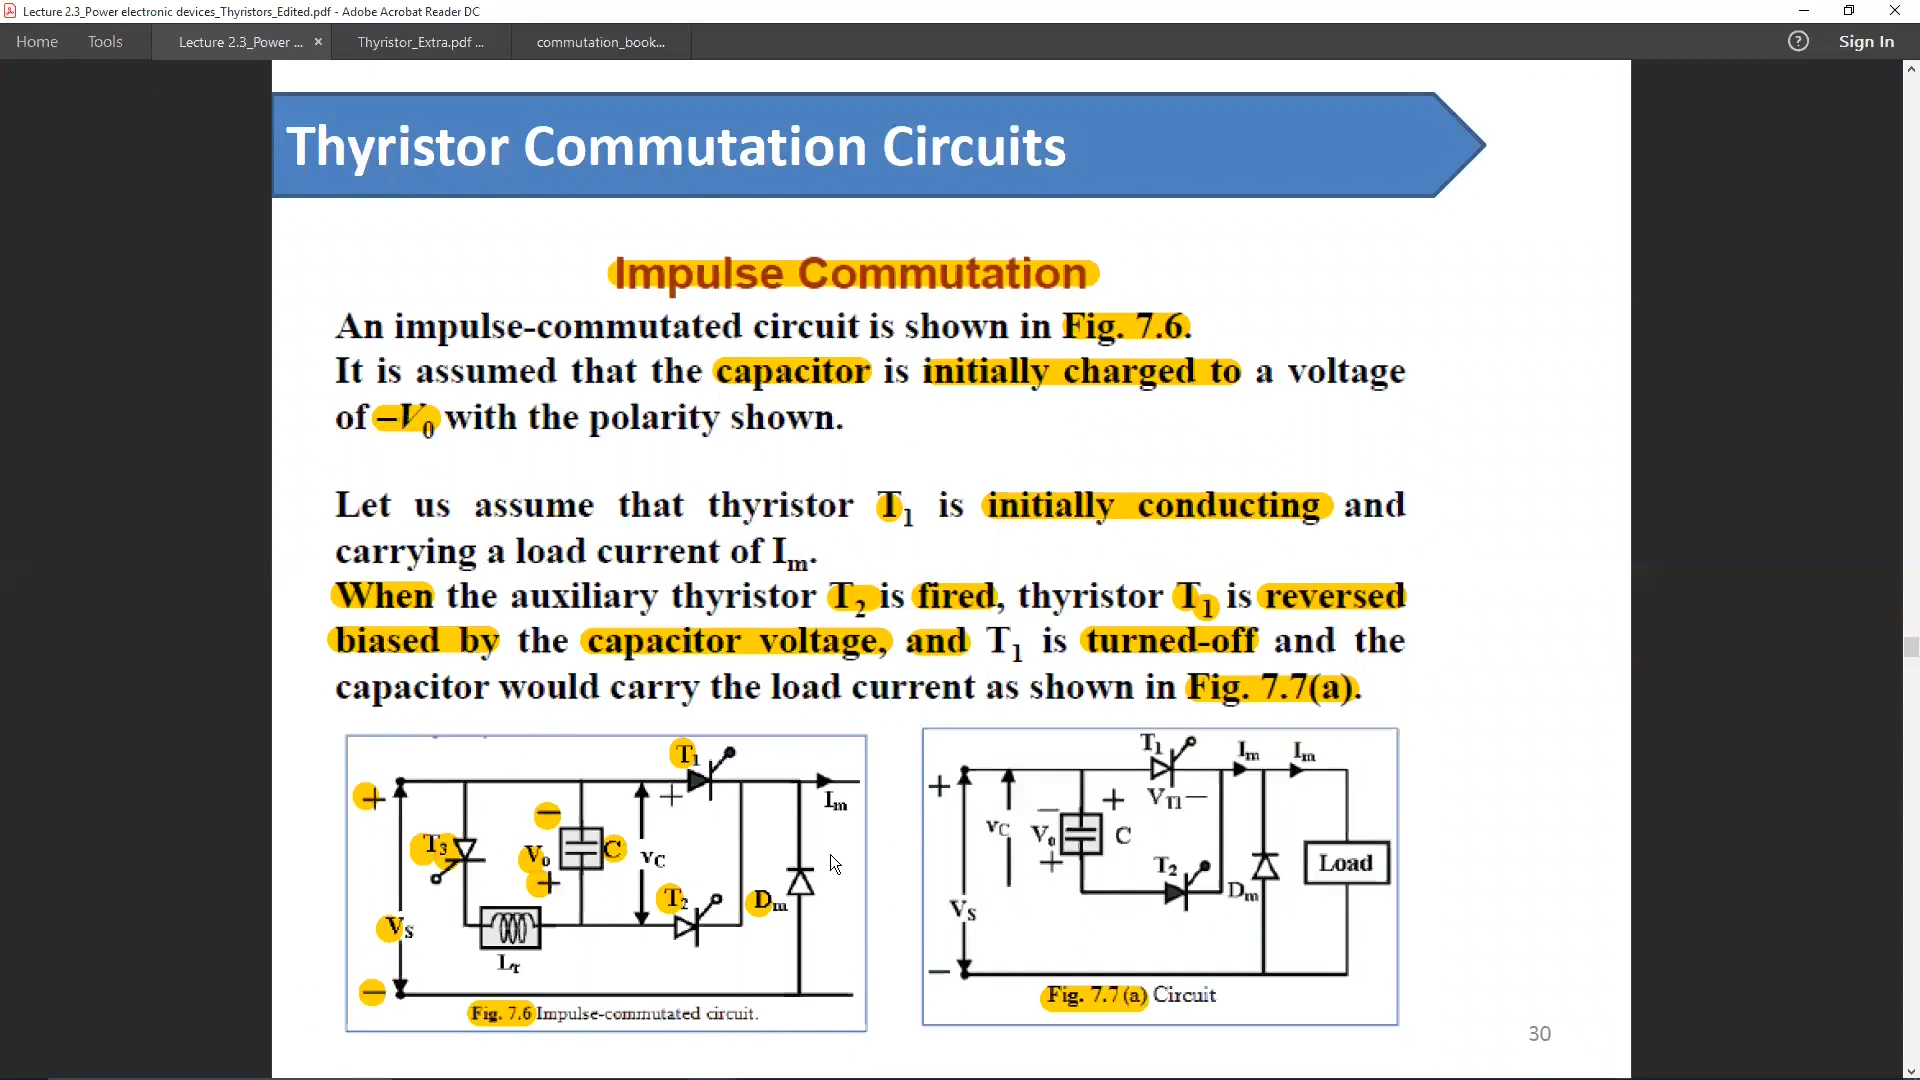 Lecture 2.3_Power electronic devices_Thyristors_Edited.pdf - Adobe Acrobat Reader DC
Home Tools Lecture 2.3_Power ... × Thyristor_Extra.pdf ... commutation_book... ? Sign In
Thyristor Commutation Circuits
Impulse Commutation
An impulse-commutated circuit is shown in Fig. 7.6.
It is assumed that the capacitor is initially charged to a voltage
of –V₀ with the polarity shown.
Let us assume that thyristor T₁ is initially conducting and
carrying a load current of Iₘ.
When the auxiliary thyristor T₂ is fired, thyristor T₁ is reversed
biased by the capacitor voltage, and T₁ is turned-off and the
capacitor would carry the load current as shown in Fig. 7.7(a).
T₁
+ + Iₘ
−
T₃ V₀ C v_C
+
T₂ Dₘ
V_S
L_r
−
Fig. 7.6 Impulse-commutated circuit.
T₁ Iₘ Iₘ
+ + V_T1 −
v_C − V₀ C
+
T₂ Load
Dₘ
V_S
−
Fig. 7.7 (a) Circuit
30